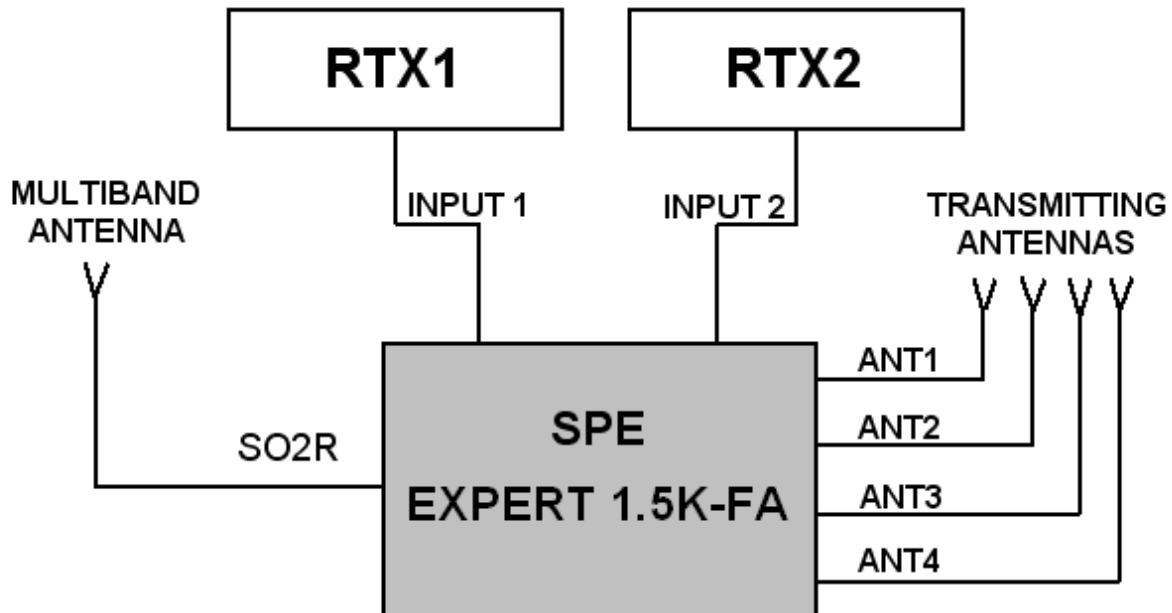 RTX1
RTX2
INPUT 1
INPUT 2
MULTIBAND
ANTENNA
TRANSMITTING
ANTENNAS
SO2R
SPE
EXPERT 1.5K-FA
ANT1
ANT2
ANT3
ANT4